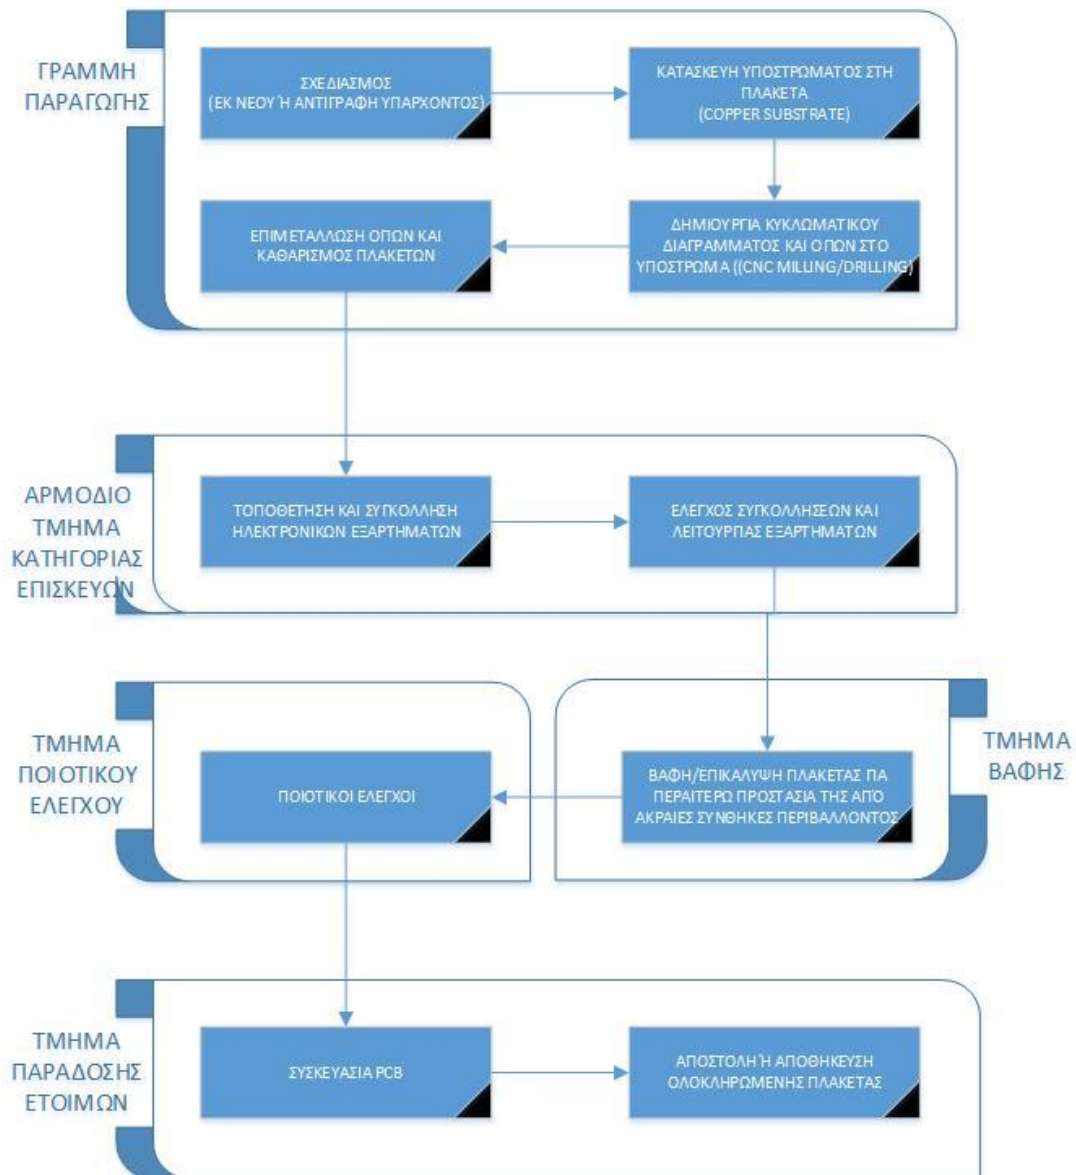 ΓΡΑΜΜΗ
ΠΑΡΑΓΩΓΗΣ
ΣΧΕΔΙΑΣΜΟΣ
(ΕΚ ΝΕΟΥ Ή ΑΝΤΙΓΡΑΦΗ ΥΠΑΡΧΟΝΤΟΣ)
ΚΑΤΑΣΚΕΥΗ ΥΠΟΣΤΡΩΜΑΤΟΣ ΣΤΗ
ΠΛΑΚΕΤΑ
(COPPER SUBSTRATE)
ΔΗΜΙΟΥΡΓΙΑ ΚΥΚΛΩΜΑΤΙΚΟΥ
ΔΙΑΓΡΑΜΜΑΤΟΣ ΚΑΙ ΟΠΩΝ ΣΤΟ
ΥΠΟΣΤΡΩΜΑ ((CNC MILLING/DRILLING)
ΕΠΙΜΕΤΑΛΛΩΣΗ ΟΠΩΝ ΚΑΙ
ΚΑΘΑΡΙΣΜΟΣ ΠΛΑΚΕΤΩΝ
ΑΡΜΟΔΙΟ
ΤΜΗΜΑ
ΚΑΤΗΓΟΡΙΑΣ
ΕΠΙΣΚΕΥΩΝ
ΤΟΠΟΘΕΤΗΣΗ ΚΑΙ ΣΥΓΚΟΛΛΗΣΗ
ΗΛΕΚΤΡΟΝΙΚΩΝ ΕΞΑΡΤΗΜΑΤΩΝ
ΕΛΕΓΧΟΣ ΣΥΓΚΟΛΛΗΣΕΩΝ ΚΑΙ
ΛΕΙΤΟΥΡΓΙΑΣ ΕΞΑΡΤΗΜΑΤΩΝ
ΤΜΗΜΑ
ΒΑΦΗΣ
ΒΑΦΗ/ΕΠΙΚΑΛΥΨΗ ΠΛΑΚΕΤΑΣ ΓΙΑ
ΠΕΡΑΙΤΕΡΩ ΠΡΟΣΤΑΣΙΑ ΤΗΣ ΑΠΌ
ΑΚΡΑΙΕΣ ΣΥΝΘΗΚΕΣ ΠΕΡΙΒΑΛΛΟΝΤΟΣ
ΤΜΗΜΑ
ΠΟΙΟΤΙΚΟΥ
ΕΛΕΓΧΟΥ
ΠΟΙΟΤΙΚΟΙ ΕΛΕΓΧΟΙ
ΤΜΗΜΑ
ΠΑΡΑΔΟΣΗΣ
ΕΤΟΙΜΩΝ
ΣΥΣΚΕΥΑΣΙΑ PCB
ΑΠΟΣΤΟΛΗ Ή ΑΠΟΘΗΚΕΥΣΗ
ΟΛΟΚΛΗΡΩΜΕΝΗΣ ΠΛΑΚΕΤΑΣ